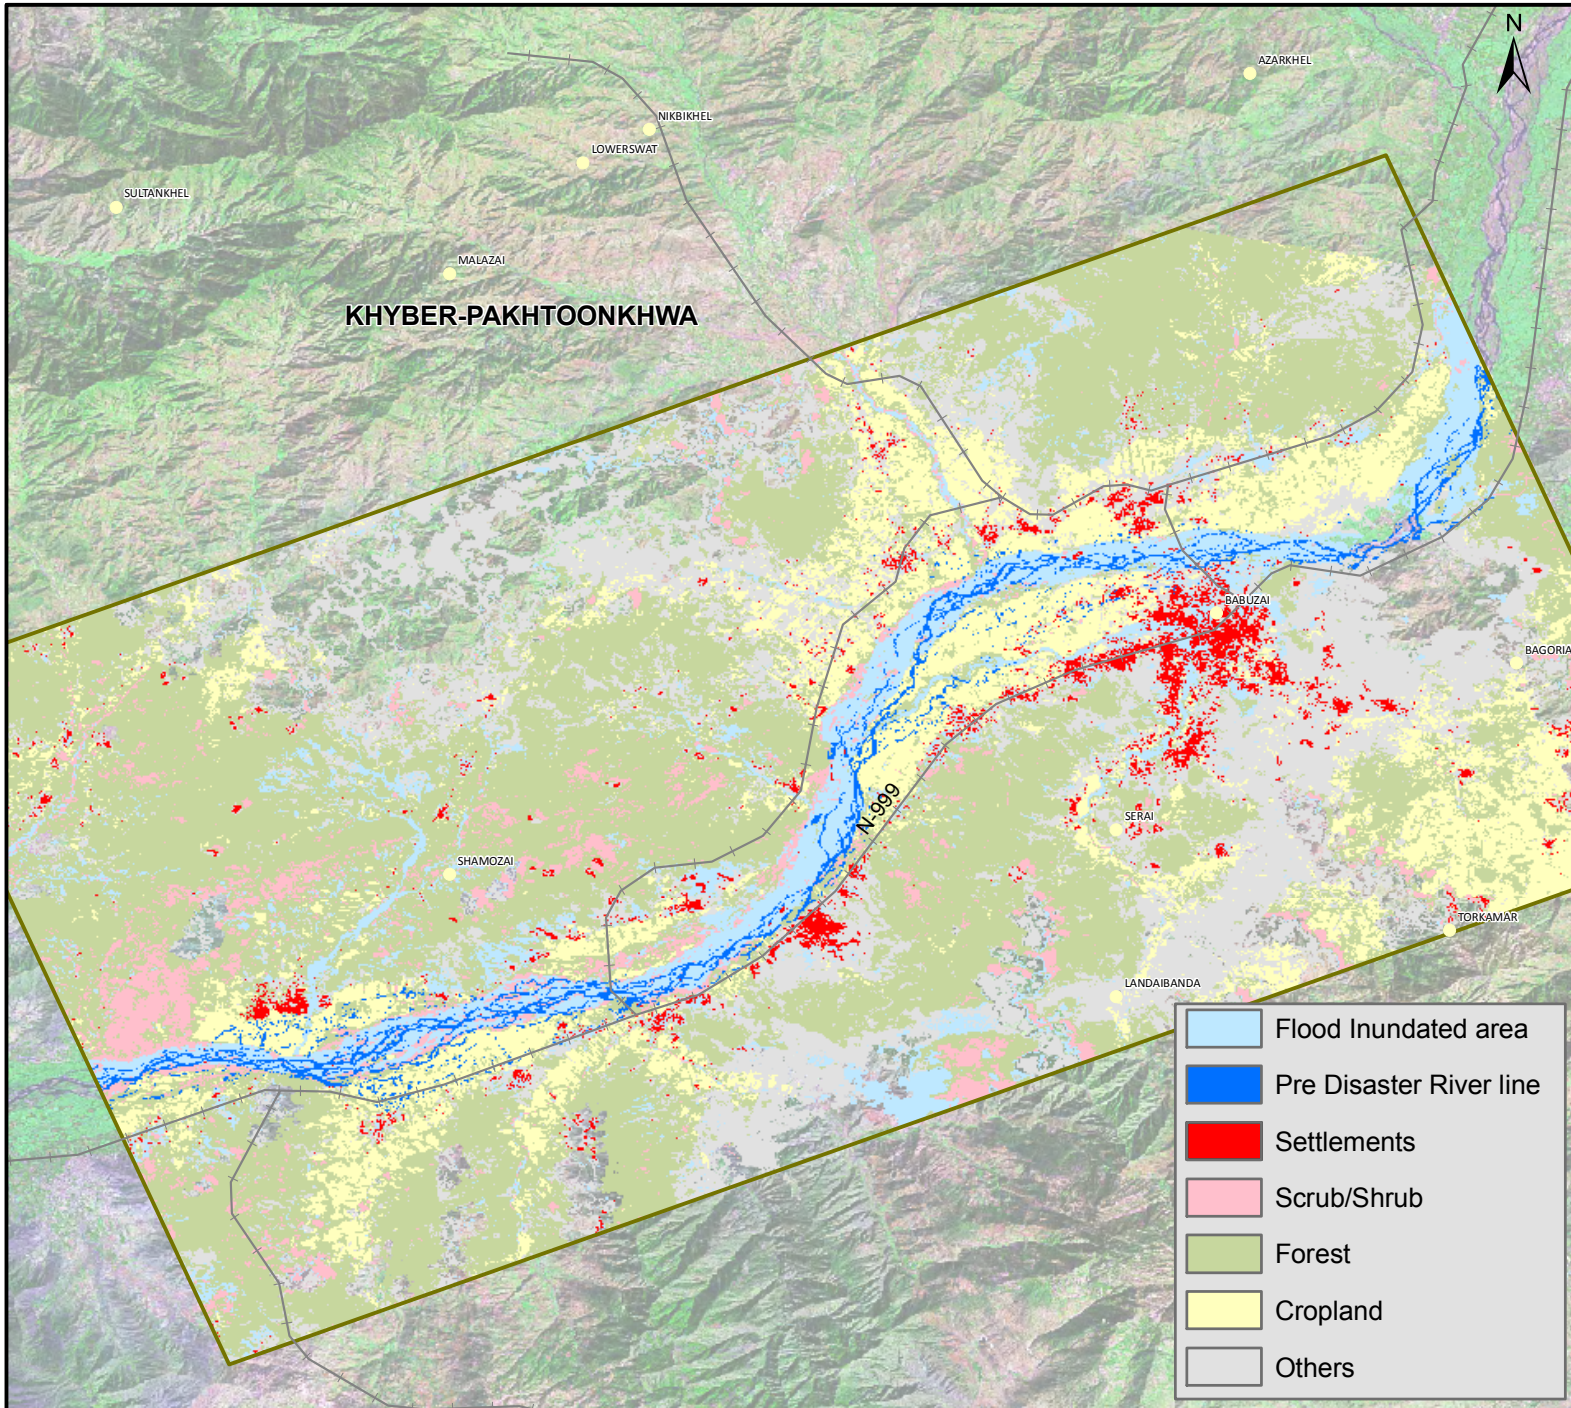 N
AZARKHEL
NIKBIKHEL
LOWERSWAT
SULTANKHEL
MALAZAI
KHYBER-PAKHTOONKHWA
BABUZAI
BAGORIA
N-999
SERAI
SHAMOZAI
TORKAMAR
LANDAIBANDA
Flood Inundated area
Pre Disaster River line
Settlements
Scrub/Shrub
Forest
Cropland
Others